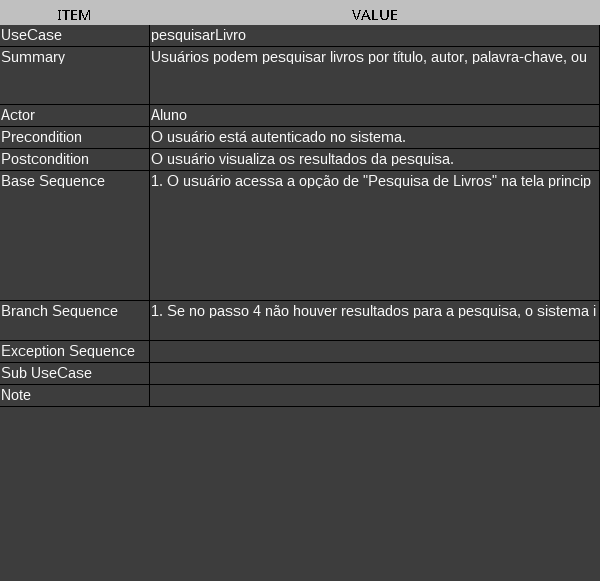 ITEM VALUE
UseCase pesquisarLivro
Summary Usuários podem pesquisar livros por título, autor, palavra-chave, ou
Actor Aluno
Precondition O usuário está autenticado no sistema.
Postcondition O usuário visualiza os resultados da pesquisa.
Base Sequence 1. O usuário acessa a opção de "Pesquisa de Livros" na tela princip
Branch Sequence 1. Se no passo 4 não houver resultados para a pesquisa, o sistema i
Exception Sequence
Sub UseCase
Note